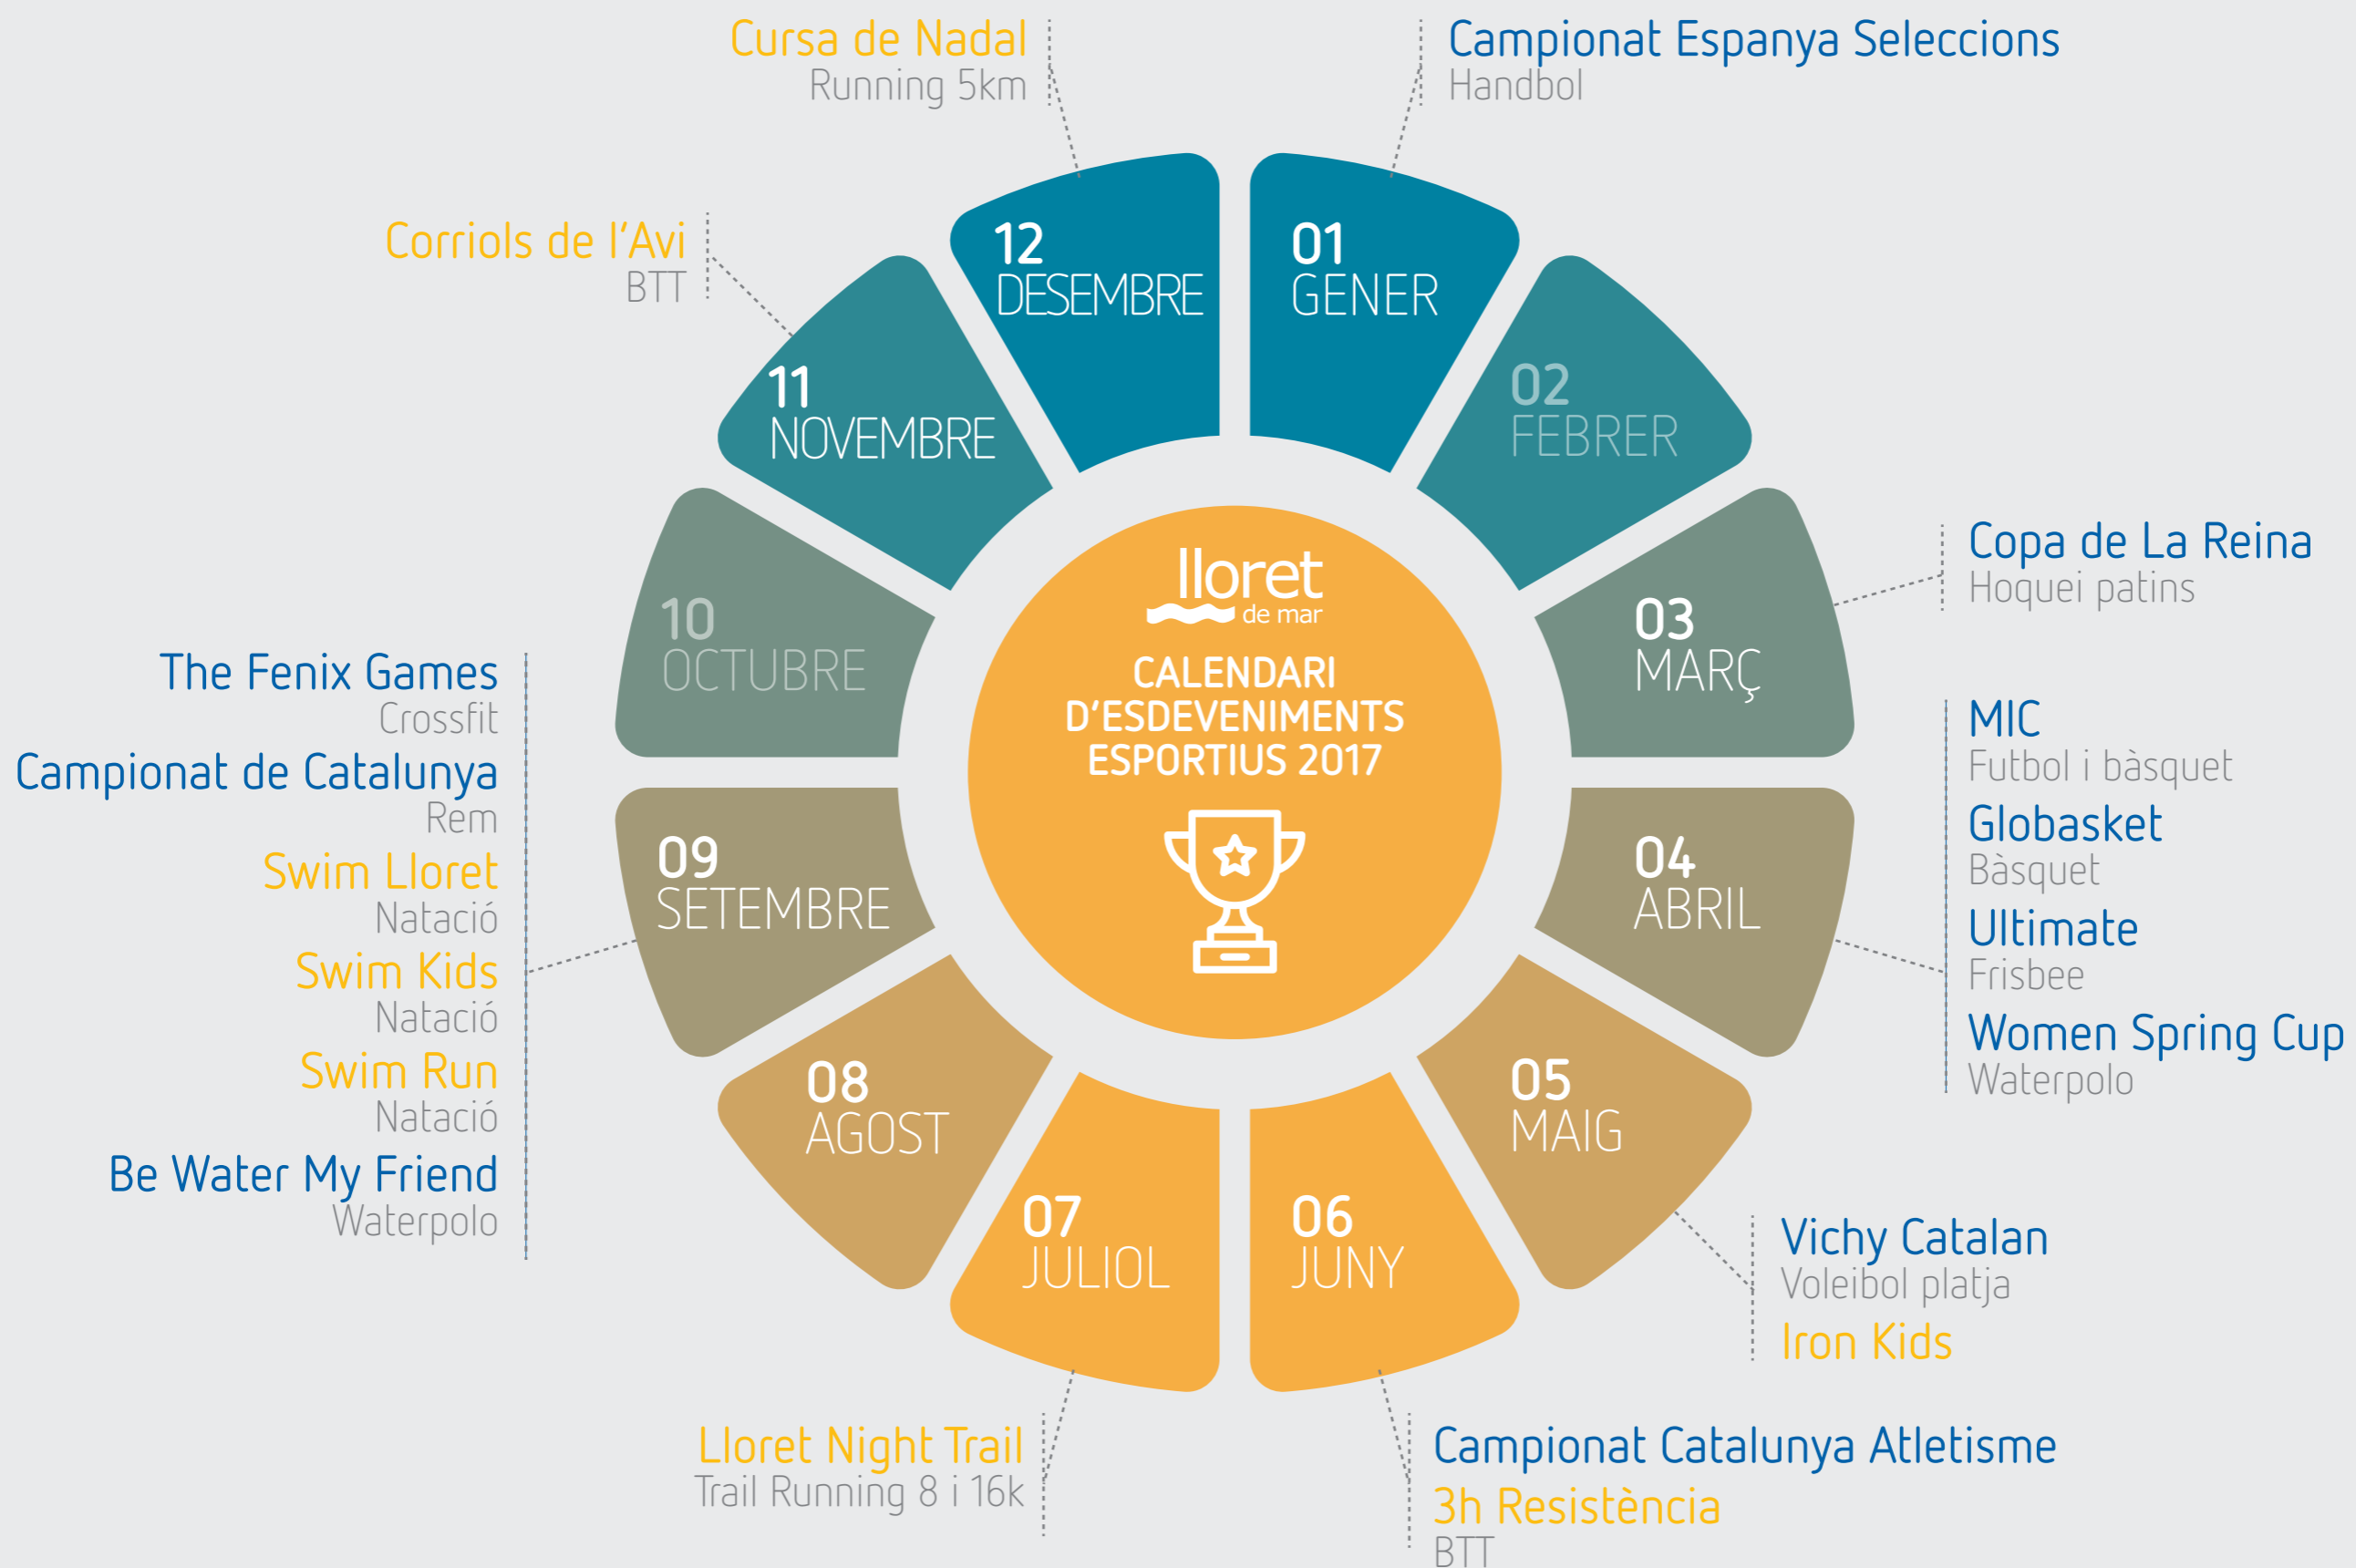 Cursa de Nadal
Running 5km
Campionat Espanya Seleccions
Handbol
Corriols de l'Avi
BTT
12
DESEMBRE
01
GENER
11
NOVEMBRE
02
FEBRER
10
OCTUBRE
03
MARÇ
Copa de La Reina
Hoquei patins
lloret
de mar
CALENDARI
D'ESDEVENIMENTS
ESPORTIUS 2017
The Fenix Games
Crossfit
Campionat de Catalunya
Rem
Swim Lloret
Natació
Swim Kids
Natació
Swim Run
Natació
Be Water My Friend
Waterpolo
09
SETEMBRE
04
ABRIL
MIC
Futbol i bàsquet
Globasket
Bàsquet
Ultimate
Frisbee
Women Spring Cup
Waterpolo
08
AGOST
05
MAIG
07
JULIOL
06
JUNY
Vichy Catalan
Voleibol platja
Iron Kids
Lloret Night Trail
Trail Running 8 i 16k
Campionat Catalunya Atletisme
3h Resistència
BTT